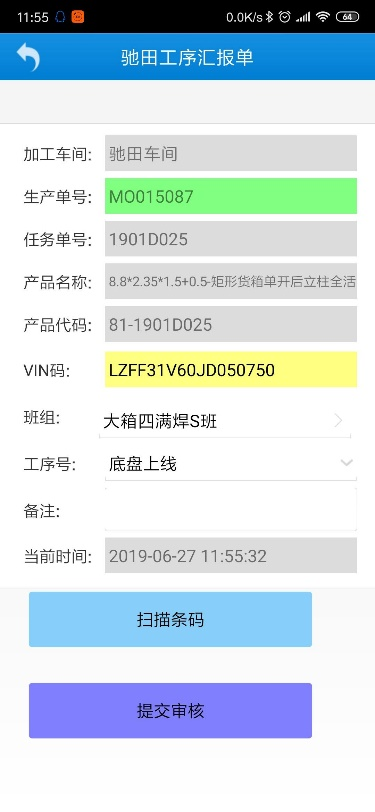 11:55 0.0K/s 64
驰田工序汇报单
加工车间: 驰田车间
生产单号: MO015087
任务单号: 1901D025
产品名称: 8.8*2.35*1.5+0.5-矩形货箱单开后立柱全活
产品代码: 81-1901D025
VIN码: LZFF31V60JD050750
班组: 大箱四满焊S班
工序号: 底盘上线
备注:
当前时间: 2019-06-27 11:55:32
扫描条码
提交审核